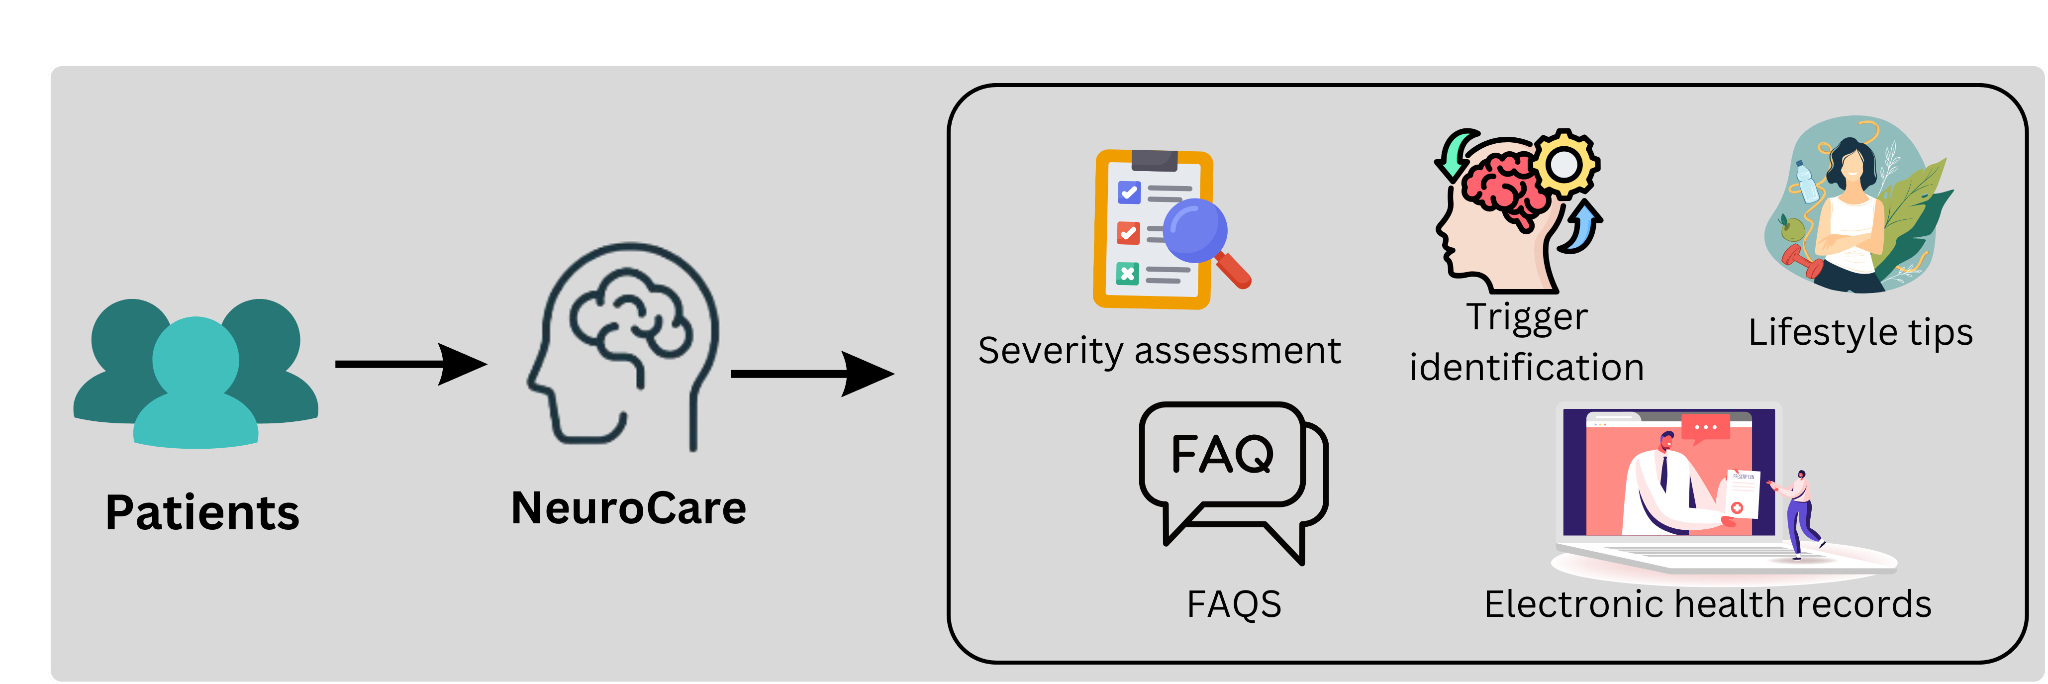 Patients
NeuroCare
Severity assessment
Trigger
identification
Lifestyle tips
FAQ
FAQS
Electronic health records